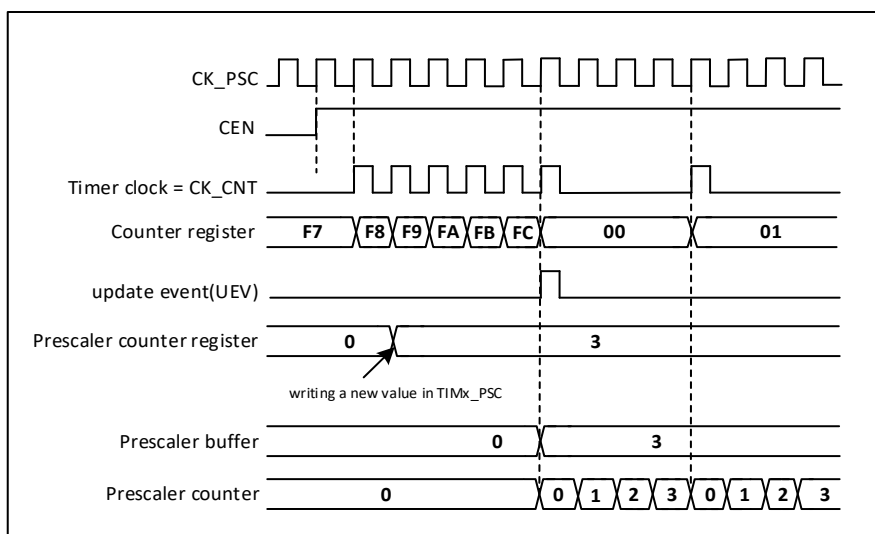 CK_PSC
CEN
Timer clock = CK_CNT
Counter register F7 F8 F9 FA FB FC 00 01
update event(UEV)
Prescaler counter register 0 3
writing a new value in TIMx_PSC
Prescaler buffer 0 3
Prescaler counter 0 0 1 2 3 0 1 2 3